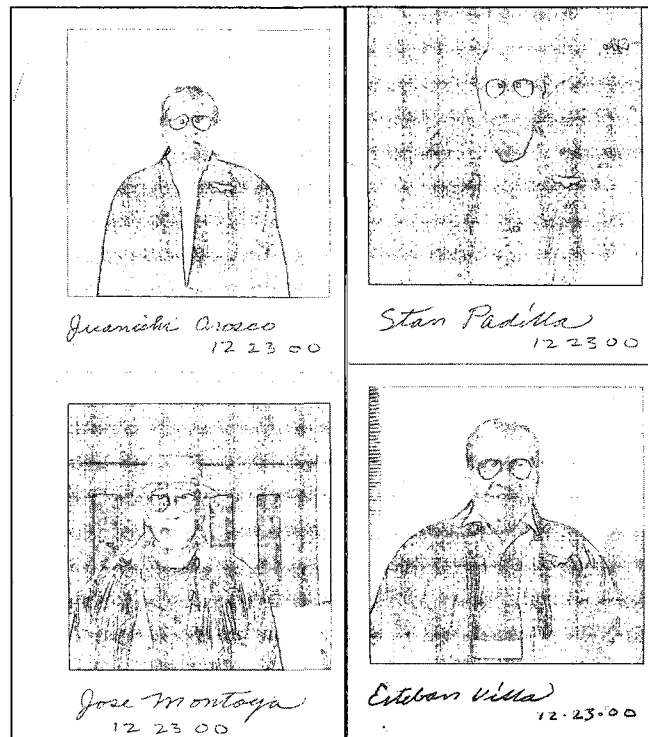 Juanishi Orosco
12 23 00
Stan Padilla
12 23 00
Jose Montoya
12 23 00
Esteban Villa
12.23.00